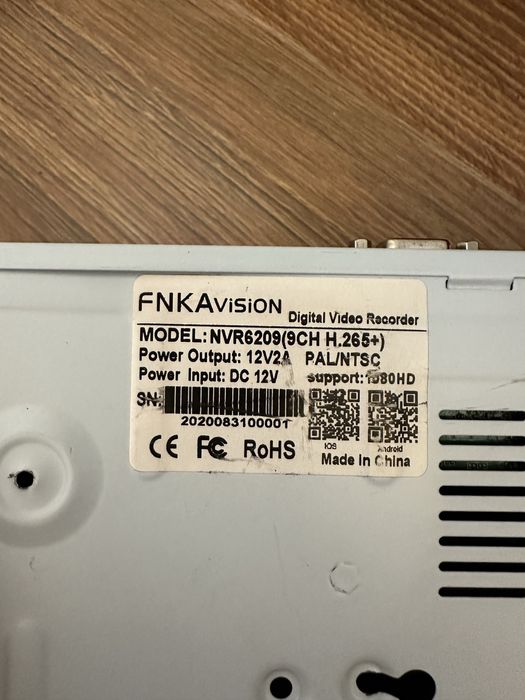 FNKAVISION
Digital Video Recorder
MODEL: NVR6209(9CH H.265+)
Power Output: 12V2A PAL/NTSC
Power Input: DC 12V support:1080HD
SN:
2020083100001
IOS Android
CE FC RoHS
Made in China